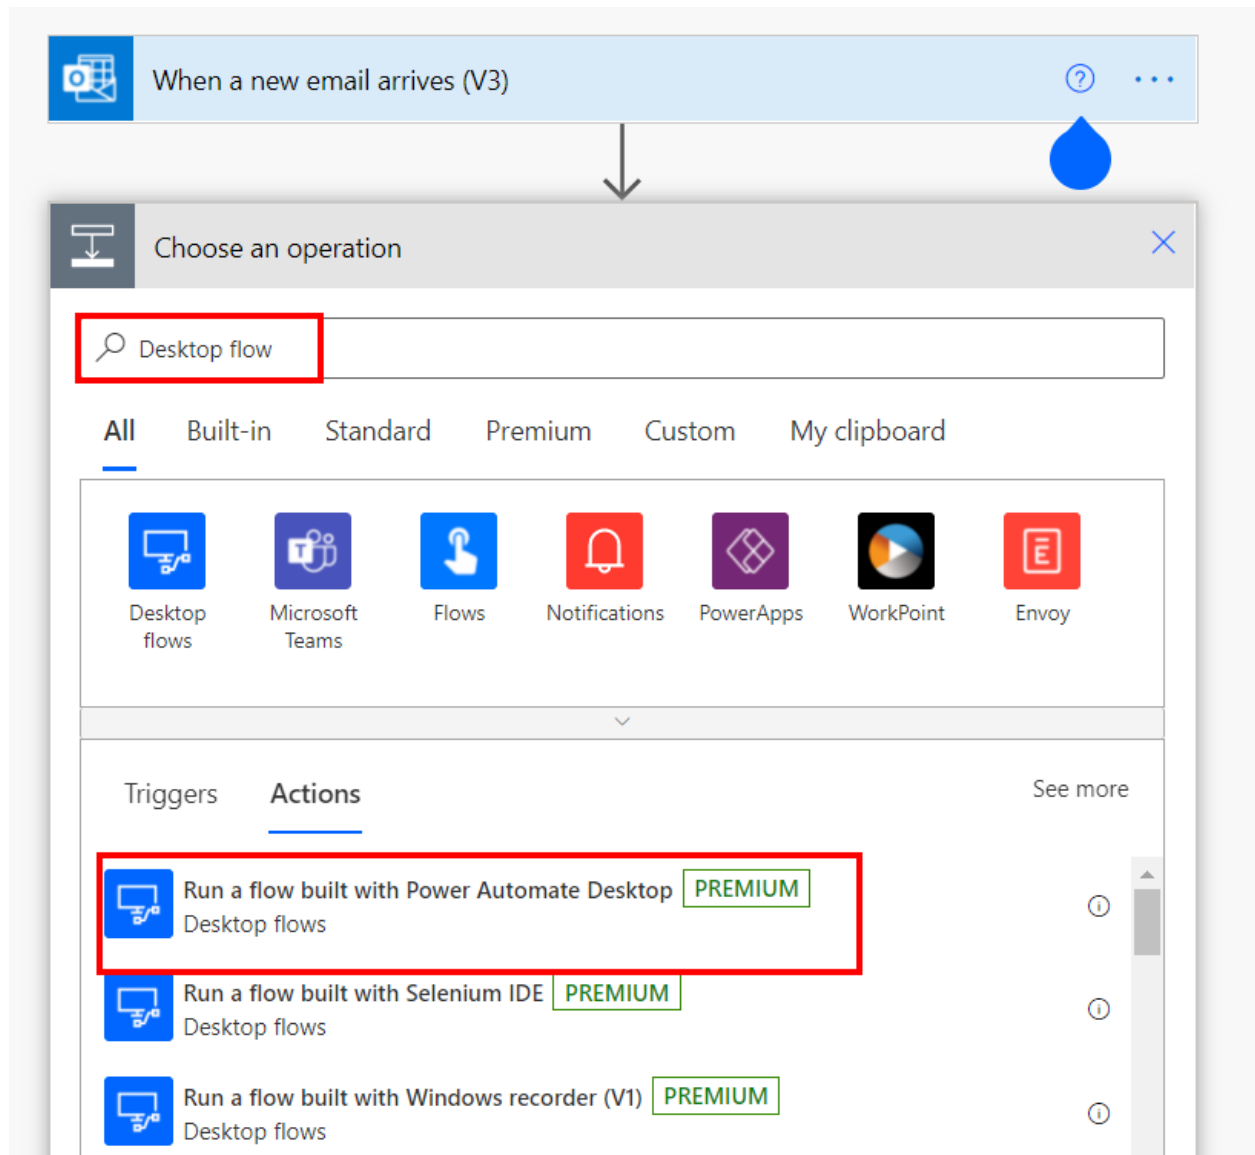 When a new email arrives (V3)
Choose an operation
Desktop flow
All Built-in Standard Premium Custom My clipboard
Desktop flows Microsoft Teams Flows Notifications PowerApps WorkPoint Envoy
Triggers Actions See more
Run a flow built with Power Automate Desktop PREMIUM
Desktop flows
Run a flow built with Selenium IDE PREMIUM
Desktop flows
Run a flow built with Windows recorder (V1) PREMIUM
Desktop flows